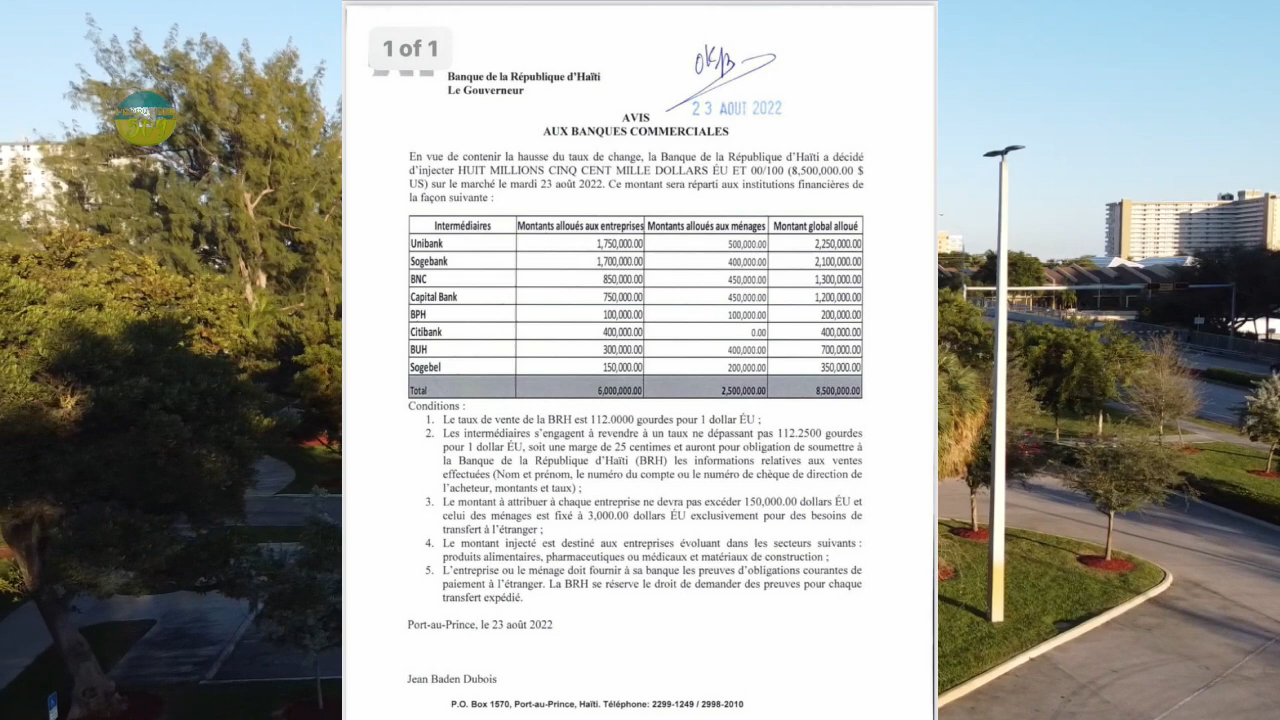 1 of 1
OK/B
Banque de la République d'Haïti
Le Gouverneur
23 AOUT 2022
AVIS
AUX BANQUES COMMERCIALES
En vue de contenir la hausse du taux de change, la Banque de la République d'Haïti a décidé
d'injecter HUIT MILLIONS CINQ CENT MILLE DOLLARS ÉU ET 00/100 (8,500,000.00 $
US) sur le marché le mardi 23 août 2022. Ce montant sera réparti aux institutions financières de
la façon suivante :
Intermédiaires Montants alloués aux entreprises Montants alloués aux ménages Montant global alloué
Unibank 1,750,000.00 500,000.00 2,250,000.00
Sogebank 1,700,000.00 400,000.00 2,100,000.00
BNC 850,000.00 450,000.00 1,300,000.00
Capital Bank 750,000.00 450,000.00 1,200,000.00
BPH 100,000.00 100,000.00 200,000.00
Citibank 400,000.00 0.00 400,000.00
BUH 300,000.00 400,000.00 700,000.00
Sogebel 150,000.00 200,000.00 350,000.00
Total 6,000,000.00 2,500,000.00 8,500,000.00
Conditions :
1. Le taux de vente de la BRH est 112.0000 gourdes pour 1 dollar ÉU ;
2. Les intermédiaires s'engagent à revendre à un taux ne dépassant pas 112.2500 gourdes
pour 1 dollar ÉU, soit une marge de 25 centimes et auront pour obligation de soumettre à
la Banque de la République d'Haïti (BRH) les informations relatives aux ventes
effectuées (Nom et prénom, le numéro du compte ou le numéro de chèque de direction de
l'acheteur, montants et taux) ;
3. Le montant à attribuer à chaque entreprise ne devra pas excéder 150,000.00 dollars ÉU et
celui des ménages est fixé à 3,000.00 dollars ÉU exclusivement pour des besoins de
transfert à l'étranger ;
4. Le montant injecté est destiné aux entreprises évoluant dans les secteurs suivants :
produits alimentaires, pharmaceutiques ou médicaux et matériaux de construction ;
5. L'entreprise ou le ménage doit fournir à sa banque les preuves d'obligations courantes de
paiement à l'étranger. La BRH se réserve le droit de demander des preuves pour chaque
transfert expédié.
Port-au-Prince, le 23 août 2022
Jean Baden Dubois
P.O. Box 1570, Port-au-Prince, Haïti. Téléphone: 2299-1249 / 2998-2010